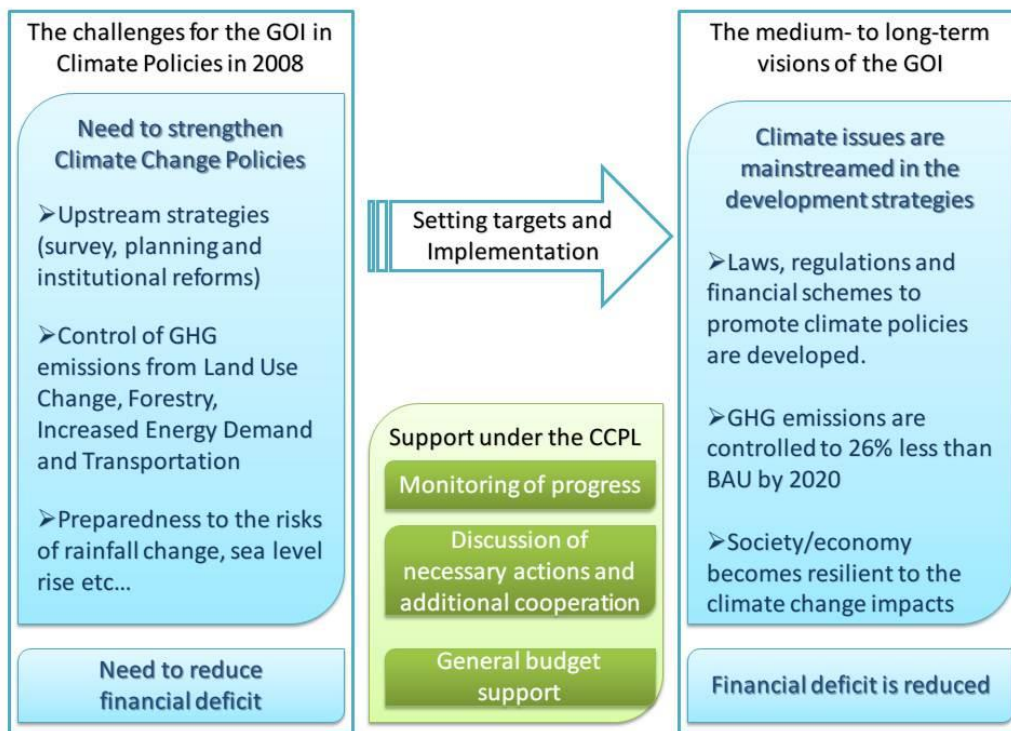 The challenges for the GOI in
Climate Policies in 2008
Need to strengthen
Climate Change Policies
➢Upstream strategies
(survey, planning and
institutional reforms)
➢Control of GHG
emissions from Land Use
Change, Forestry,
Increased Energy Demand
and Transportation
➢Preparedness to the risks
of rainfall change, sea level
rise etc…
Need to reduce
financial deficit
Setting targets and
Implementation
Support under the CCPL
Monitoring of progress
Discussion of
necessary actions and
additional cooperation
General budget
support
The medium- to long-term
visions of the GOI
Climate issues are
mainstreamed in the
development strategies
➢Laws, regulations and
financial schemes to
promote climate policies
are developed.
➢GHG emissions are
controlled to 26% less than
BAU by 2020
➢Society/economy
becomes resilient to the
climate change impacts
Financial deficit is reduced